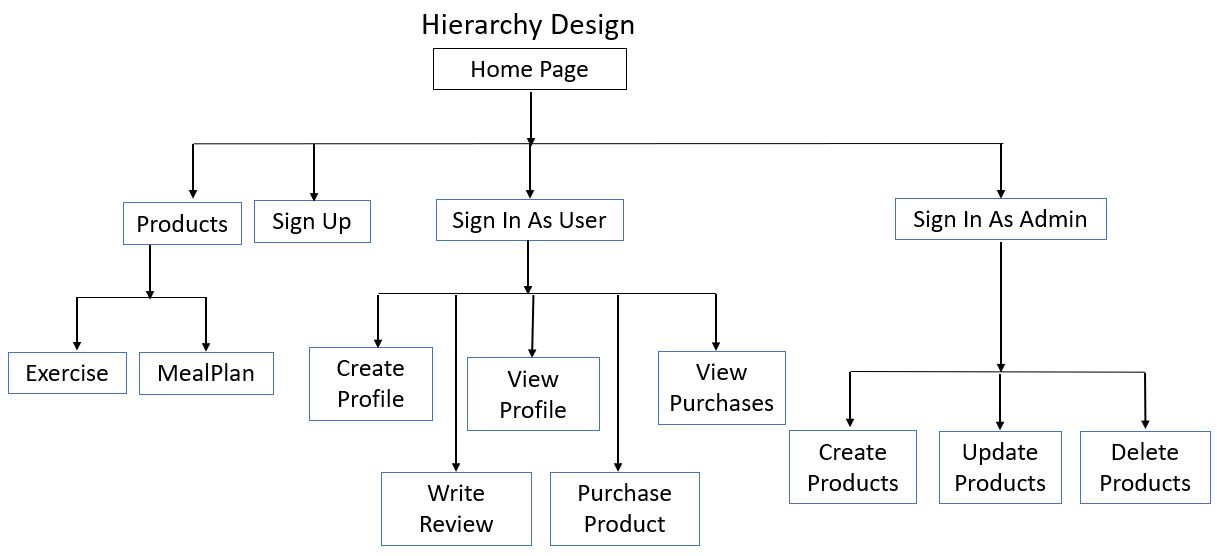 Hierarchy Design
Home Page
Products
Sign Up
Sign In As User
Sign In As Admin
Exercise
MealPlan
Create
Profile
View
Profile
View
Purchases
Write
Review
Purchase
Product
Create
Products
Update
Products
Delete
Products